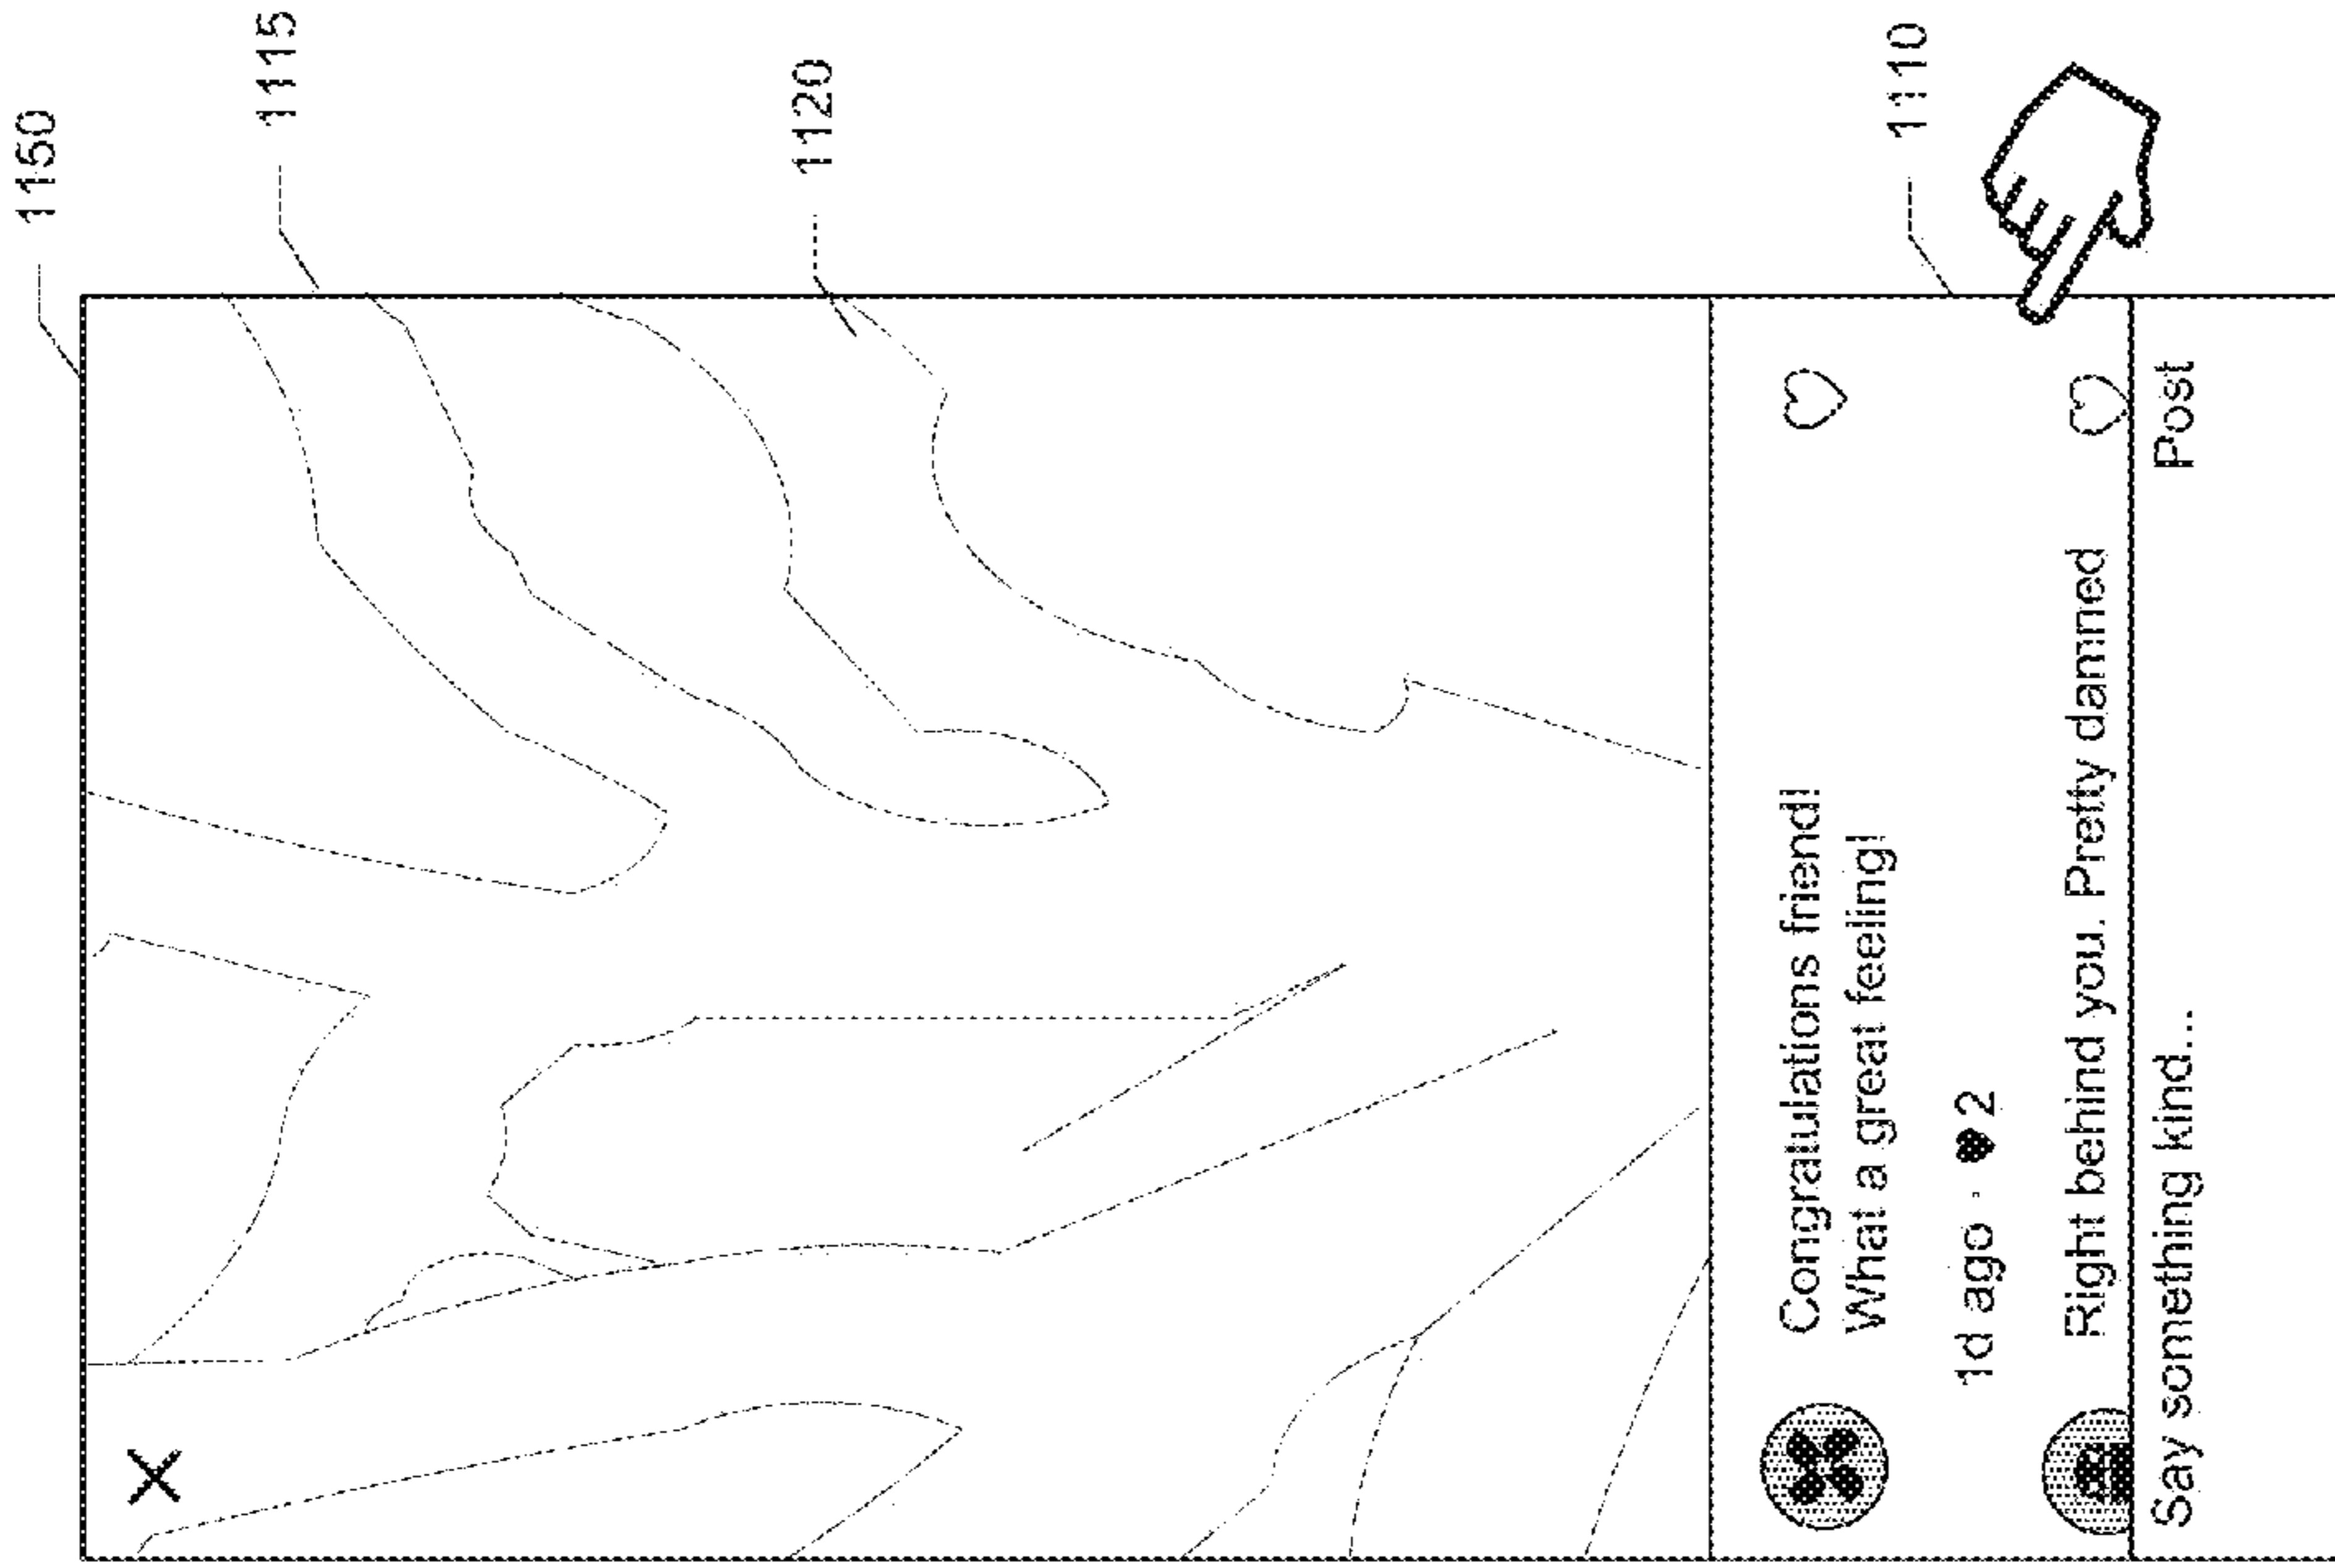 1150
1115
1120
1110
X
Congratulations friend!
What a great feeling!
1d ago · ♥ 2
Right behind you. Pretty damned
Say something kind...
Post